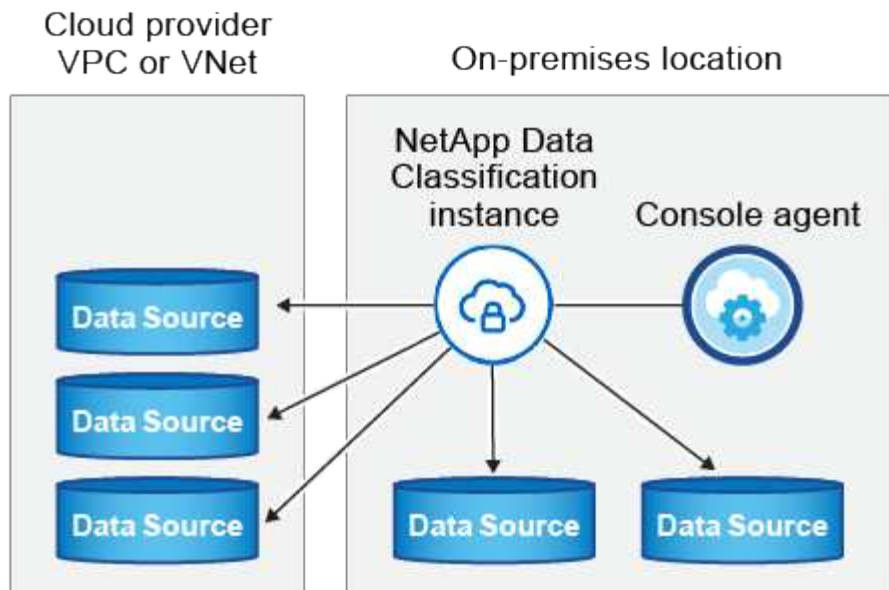 Cloud provider
VPC or VNet
On-premises location
NetApp Data
Classification
instance
Console agent
Data Source
Data Source
Data Source
Data Source
Data Source